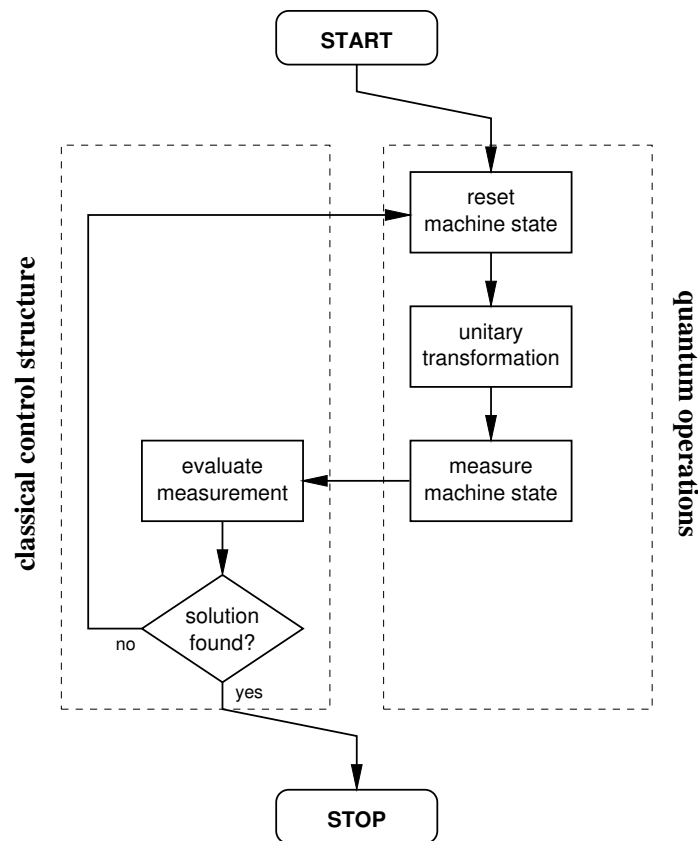 START
reset
machine state
unitary
transformation
measure
machine state
evaluate
measurement
solution
found?
no
yes
STOP
classical control structure
quantum operations